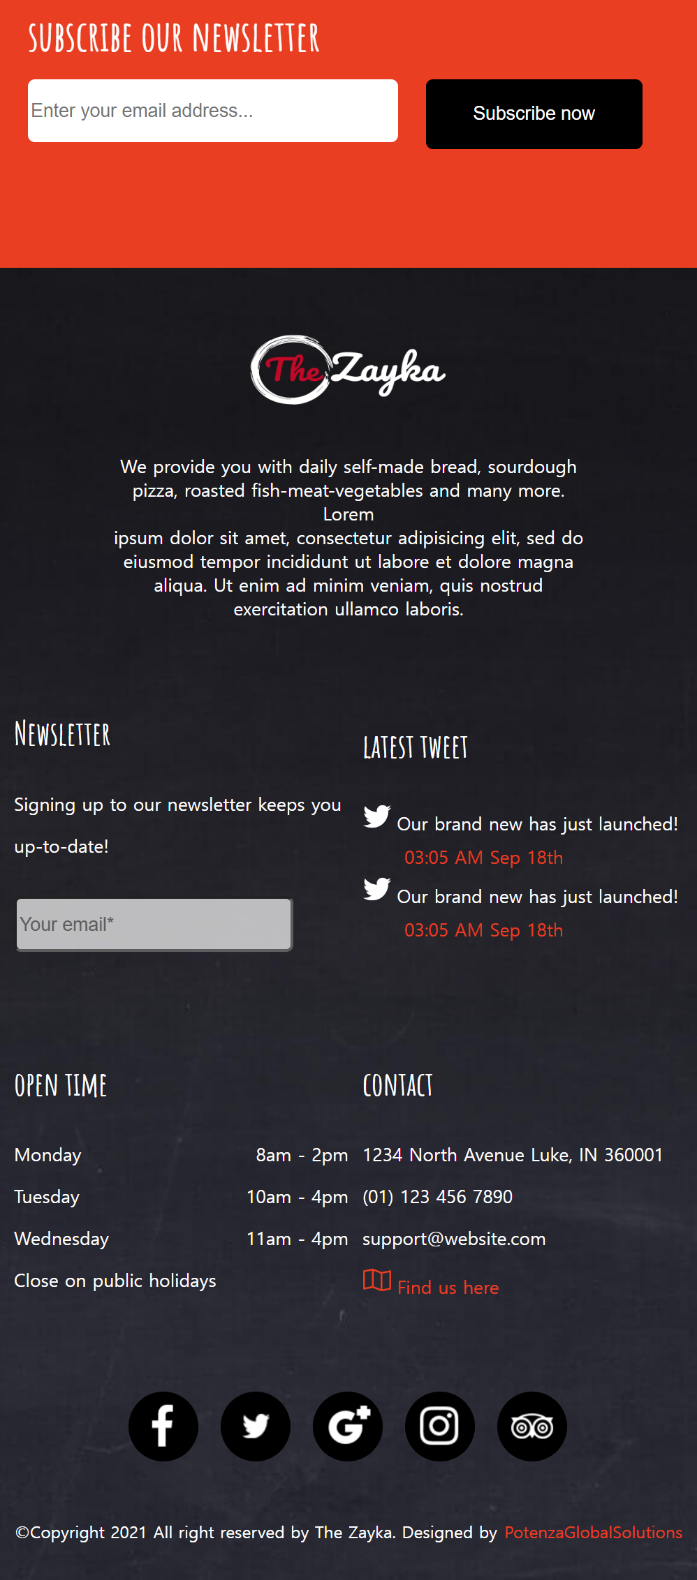 SUBSCRIBE OUR NEWSLETTER
Enter your email address...
Subscribe now
The Zayka
We provide you with daily self-made bread, sourdough
pizza, roasted fish-meat-vegetables and many more.
Lorem
ipsum dolor sit amet, consectetur adipisicing elit, sed do
eiusmod tempor incididunt ut labore et dolore magna
aliqua. Ut enim ad minim veniam, quis nostrud
exercitation ullamco laboris.
Newsletter
Signing up to our newsletter keeps you
up-to-date!
Your email*
LATEST TWEET
Our brand new has just launched!
03:05 AM Sep 18th
Our brand new has just launched!
03:05 AM Sep 18th
OPEN TIME
Monday 8am - 2pm
Tuesday 10am - 4pm
Wednesday 11am - 4pm
Close on public holidays
CONTACT
1234 North Avenue Luke, IN 360001
(01) 123 456 7890
support@website.com
Find us here
©Copyright 2021 All right reserved by The Zayka. Designed by PotenzaGlobalSolutions